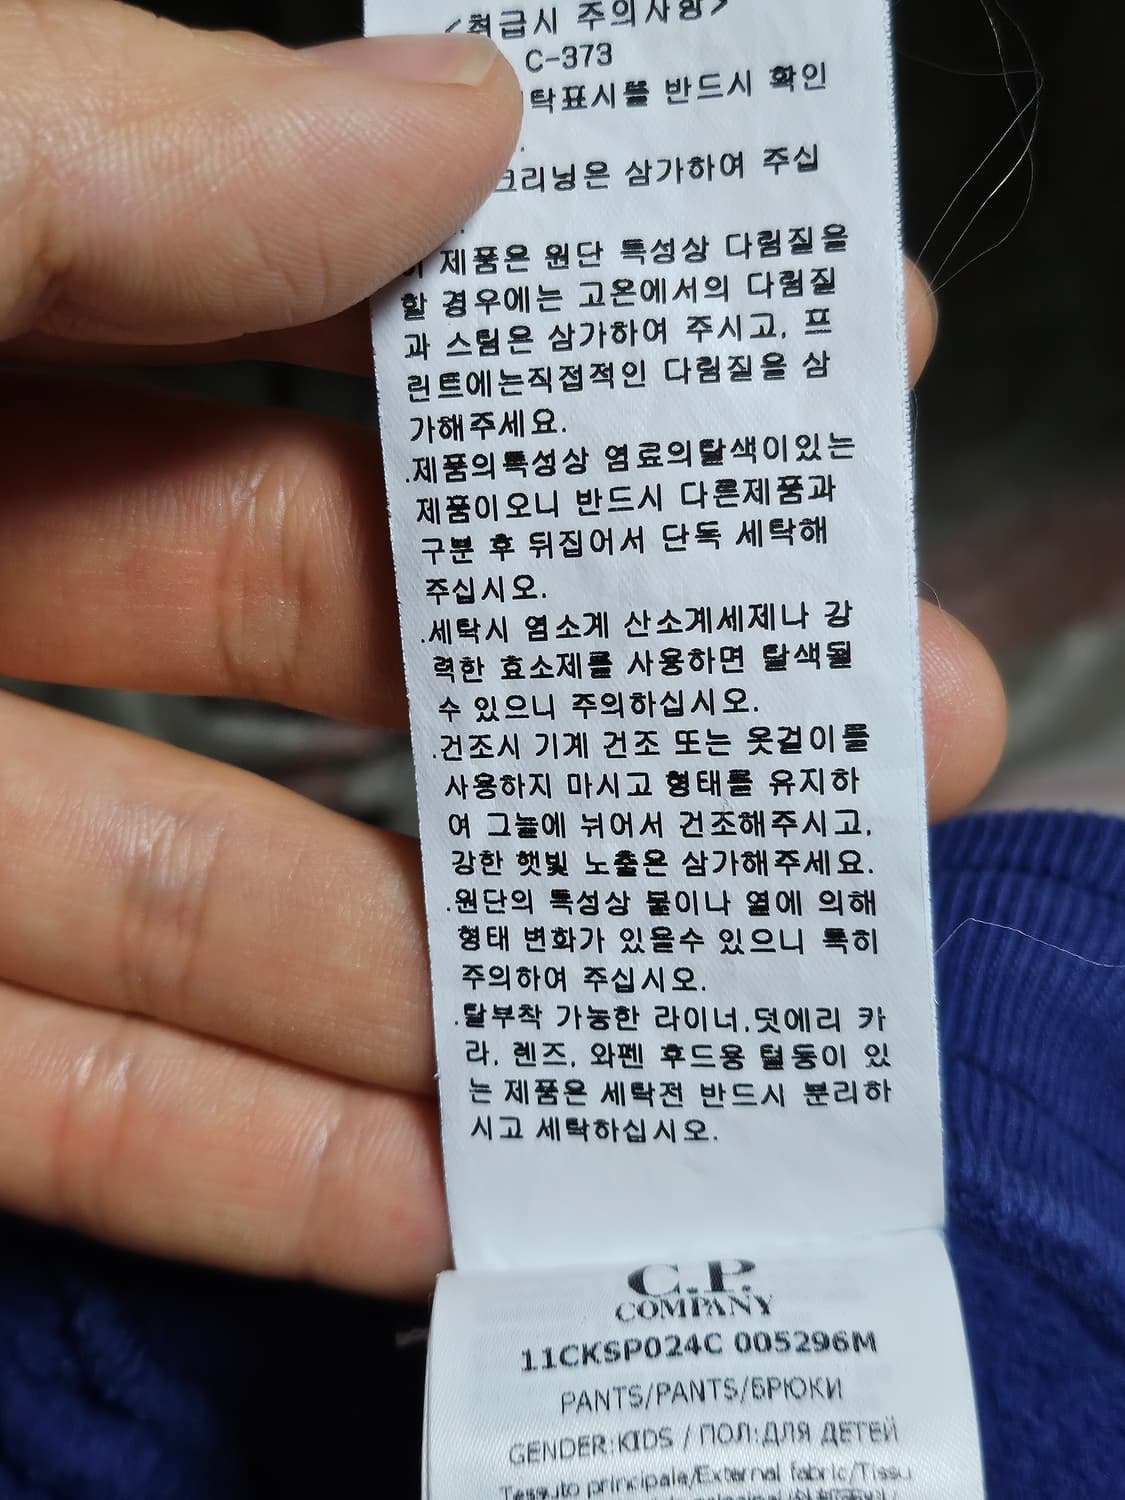 <취급시 주의사항>
C-373
탁표시를 반드시 확인
.
크리닝은 삼가하여 주십
.
이 제품은 원단 특성상 다림질을
할 경우에는 고온에서의 다림질
과 스팀은 삼가하여 주시고, 프
린트에는직접적인 다림질을 삼
가해주세요.
.제품의특성상 염료의탈색이있는
제품이오니 반드시 다른제품과
구분 후 뒤집어서 단독 세탁해
주십시오.
.세탁시 염소계 산소계세제나 강
력한 효소제를 사용하면 탈색될
수 있으니 주의하십시오.
.건조시 기계 건조 또는 옷걸이를
사용하지 마시고 형태를 유지하
여 그늘에 뉘어서 건조해주시고,
강한 햇빛 노출은 삼가해주세요.
.원단의 특성상 물이나 열에 의해
형태 변화가 있을수 있으니 특히
주의하여 주십시오.
.탈부착 가능한 라이너,덧에리 카
라, 렌즈, 와펜 후드용 털둥이 있
는 제품은 세탁전 반드시 분리하
시고 세탁하십시오.
C.P.
COMPANY
11CKSP024C 005296M
PANTS/PANTS/БРЮКИ
GENDER:KIDS / ПОЛ:ДЛЯ ДЕТЕЙ
Tessuto principale/External fabric/Tissu